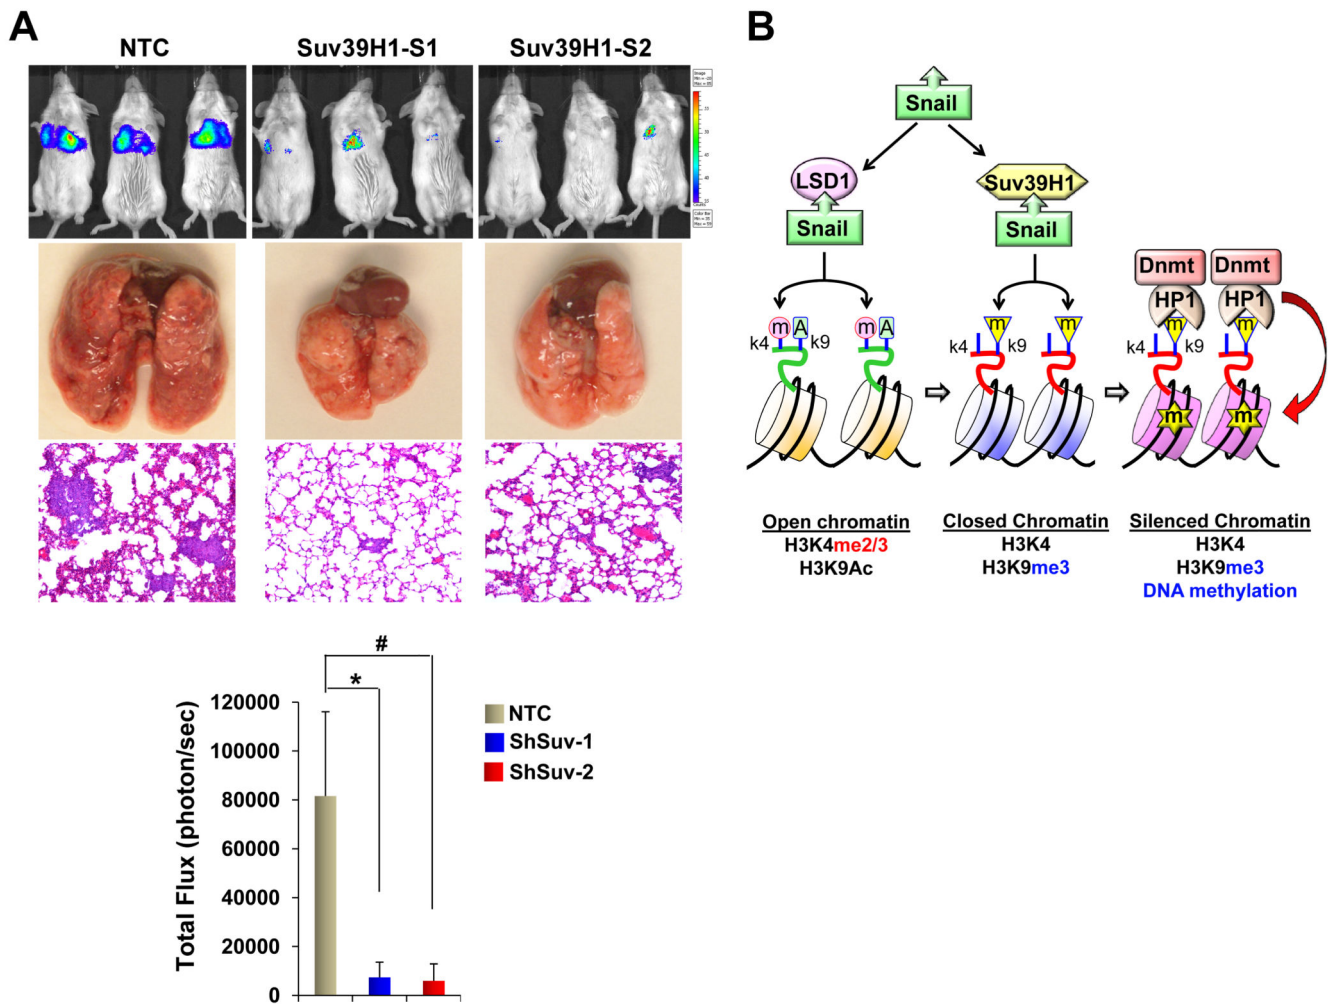 A
NTC
Suv39H1-S1
Suv39H1-S2
Image
#
*
120000
100000
80000
60000
40000
20000
0
Total Flux (photon/sec)
NTC
ShSuv-1
ShSuv-2
B
Snail
LSD1
Suv39H1
Snail
Snail
Dnmt
Dnmt
HP1
HP1
m A
m A
m
m
m
m
k4
k9
k4
k9
k4
k9
m
m
Open chromatin
H3K4me2/3
H3K9Ac
Closed Chromatin
H3K4
H3K9me3
Silenced Chromatin
H3K4
H3K9me3
DNA methylation